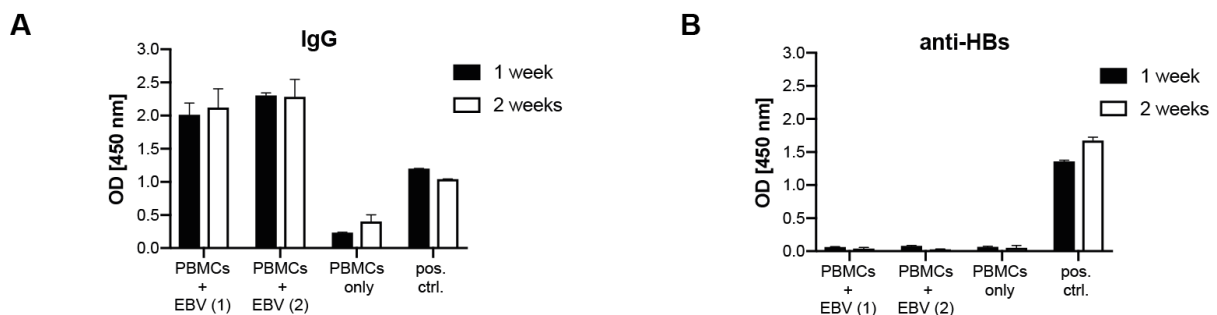 A
IgG
OD [450 nm]
3.0
2.5
2.0
1.5
1.0
0.5
0.0
PBMCs + EBV (1)
PBMCs + EBV (2)
PBMCs only
pos. ctrl.
1 week
2 weeks
B
anti-HBs
OD [450 nm]
3.0
2.5
2.0
1.5
1.0
0.5
0.0
PBMCs + EBV (1)
PBMCs + EBV (2)
PBMCs only
pos. ctrl.
1 week
2 weeks